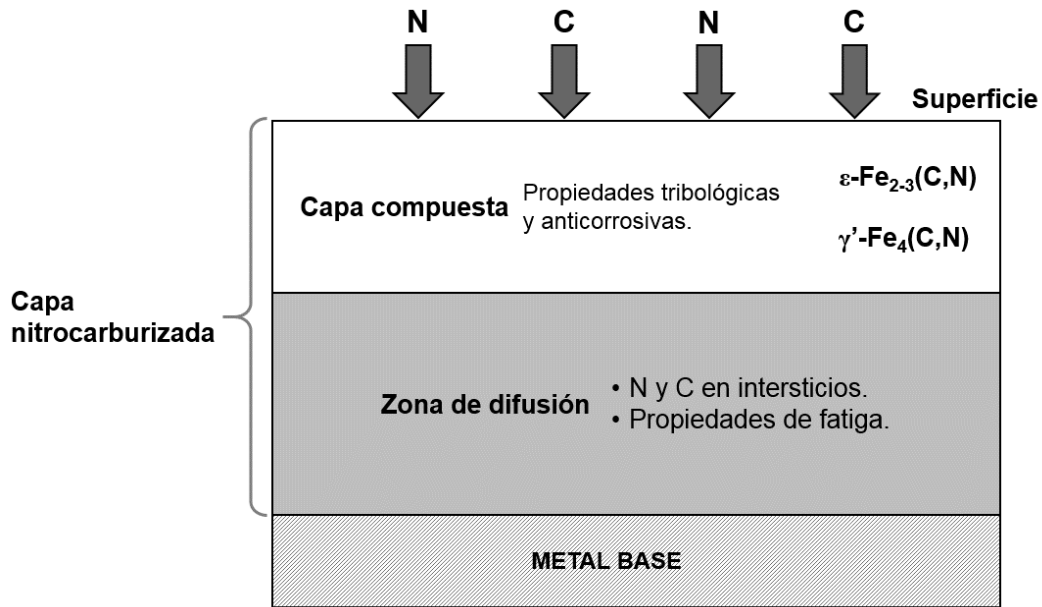 N C N C
Superficie
Capa compuesta
Propiedades tribológicas
y anticorrosivas.
ε-Fe₂₋₃(C,N)
γ’-Fe₄(C,N)
Capa
nitrocarburizada
Zona de difusión
• N y C en intersticios.
• Propiedades de fatiga.
METAL BASE